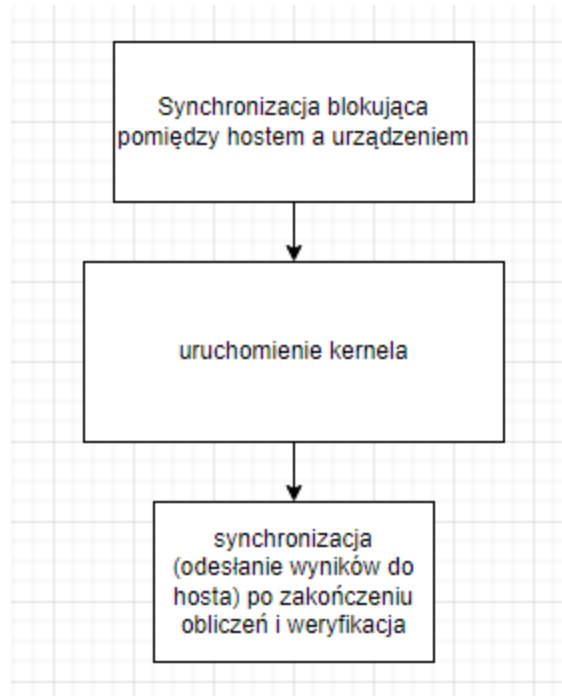 Synchronizacja blokująca
pomiędzy hostem a urządzeniem
uruchomienie kernela
synchronizacja
(odesłanie wyników do
hosta) po zakończeniu
obliczeń i weryfikacja